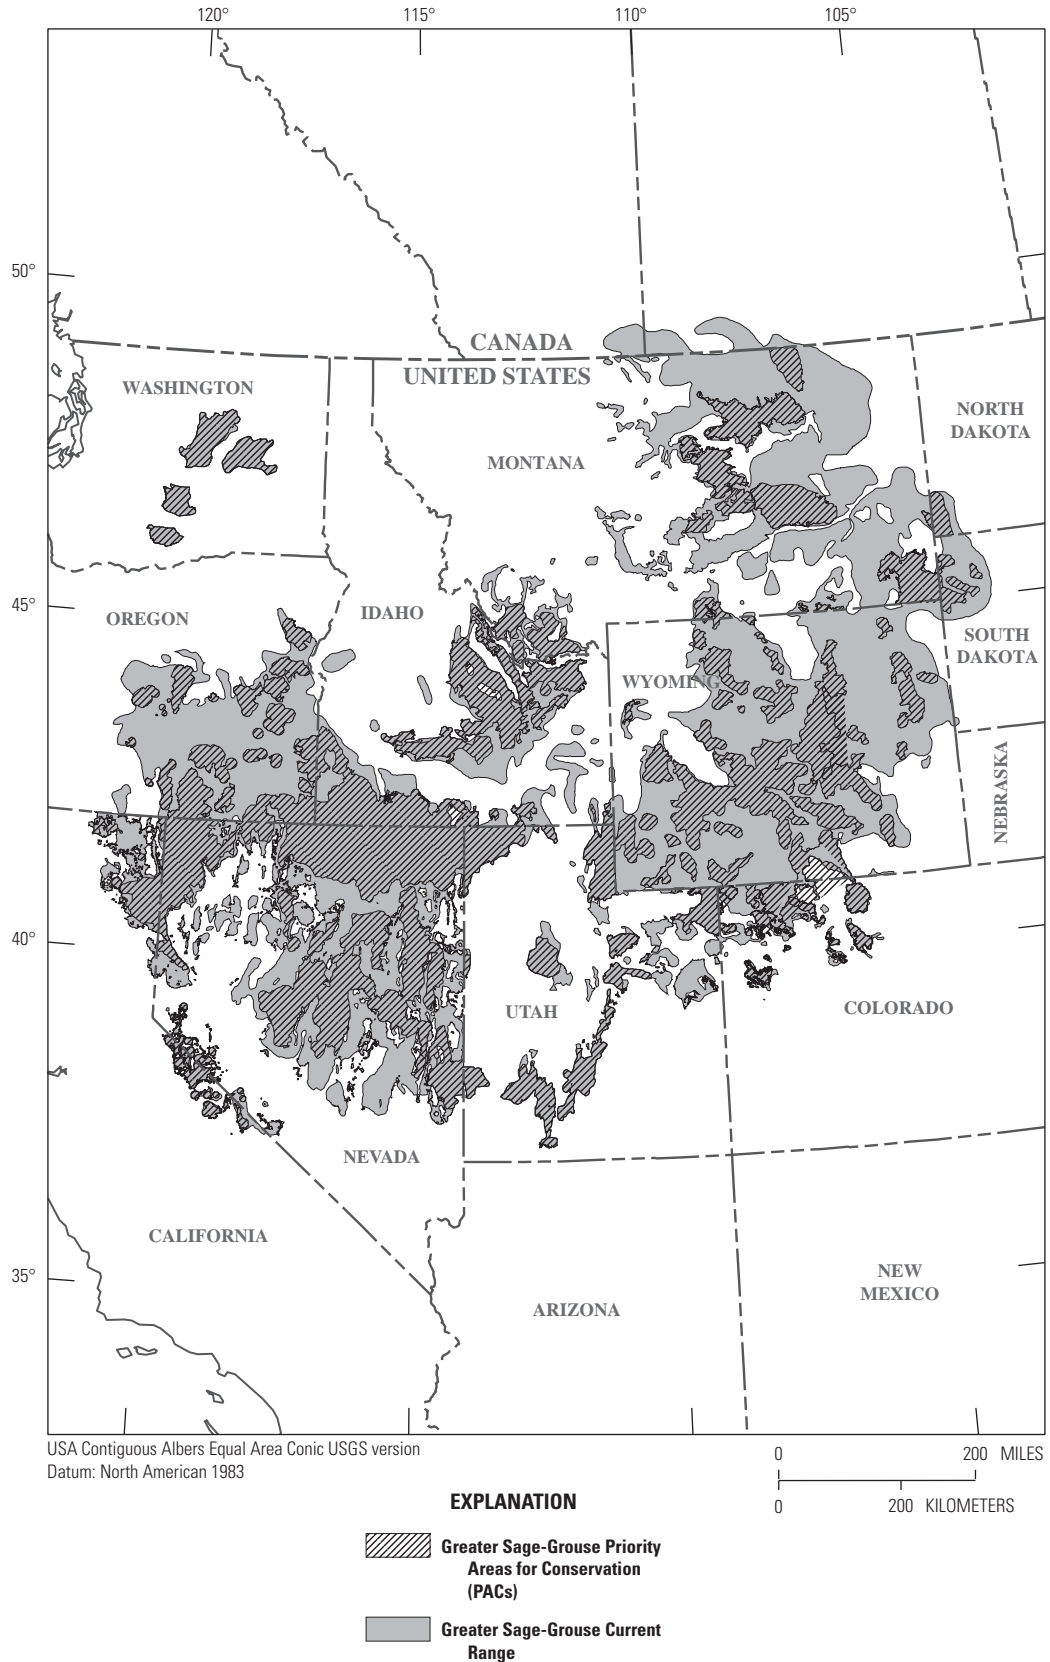 120°
115°
110°
105°
50°
CANADA
UNITED STATES
WASHINGTON
NORTH
DAKOTA
MONTANA
45°
OREGON
IDAHO
SOUTH
DAKOTA
WYOMING
NEBRASKA
40°
UTAH
COLORADO
NEVADA
CALIFORNIA
35°
NEW
MEXICO
ARIZONA
USA Contiguous Albers Equal Area Conic USGS version
Datum: North American 1983
0 200 MILES
0 200 KILOMETERS
EXPLANATION
Greater Sage-Grouse Priority
Areas for Conservation
(PACs)
Greater Sage-Grouse Current
Range